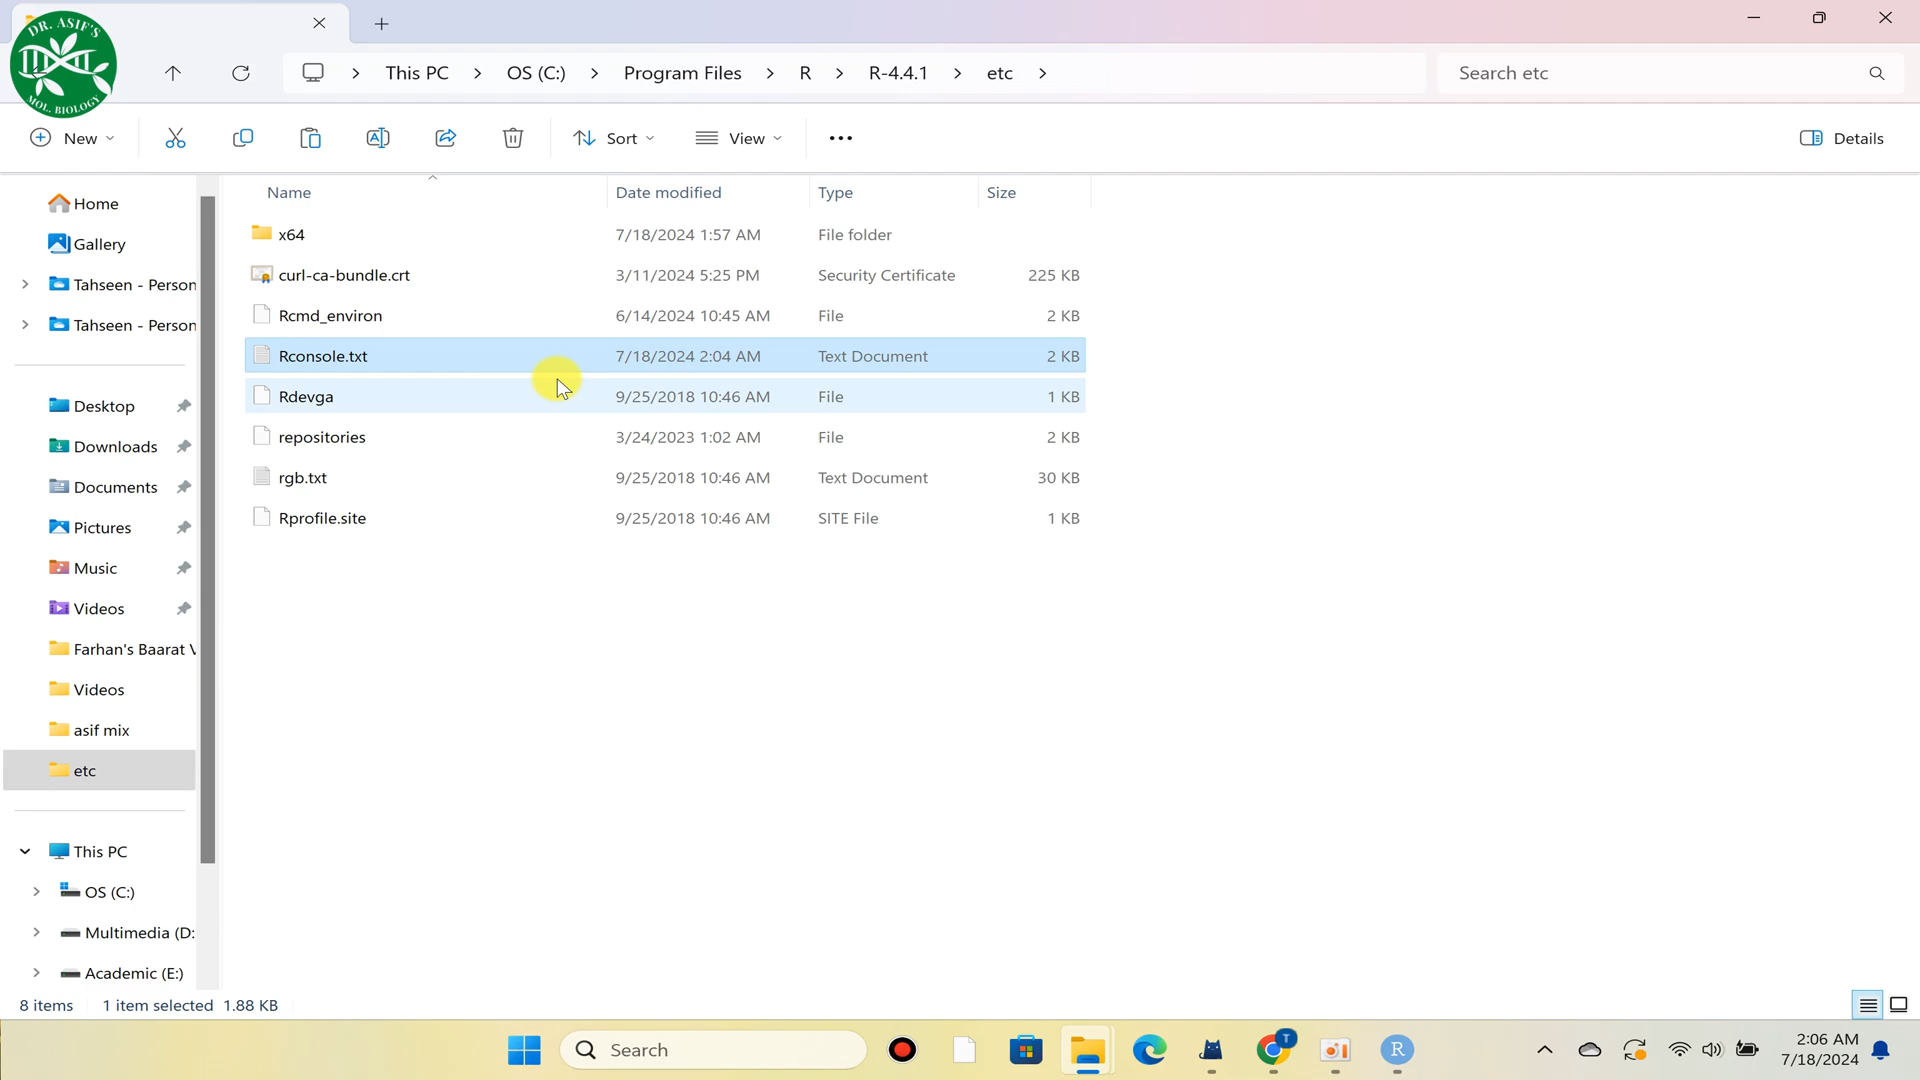 DR. ASIF'S
MOL. BIOLOGY
This PC
OS (C:)
Program Files
R
R-4.4.1
etc
Search etc
New
Sort
View
Details
Name
Date modified
Type
Size
x64 7/18/2024 1:57 AM File folder
curl-ca-bundle.crt 3/11/2024 5:25 PM Security Certificate 225 KB
Rcmd_environ 6/14/2024 10:45 AM File 2 KB
Rconsole.txt 7/18/2024 2:04 AM Text Document 2 KB
Rdevga 9/25/2018 10:46 AM File 1 KB
repositories 3/24/2023 1:02 AM File 2 KB
rgb.txt 9/25/2018 10:46 AM Text Document 30 KB
Rprofile.site 9/25/2018 10:46 AM SITE File 1 KB
Home
Gallery
Tahseen - Person
Tahseen - Person
Desktop
Downloads
Documents
Pictures
Music
Videos
Farhan's Baarat V
Videos
asif mix
etc
This PC
OS (C:)
Multimedia (D:
Academic (E:)
8 items
1 item selected 1.88 KB
Search
T
R
2:06 AM
7/18/2024